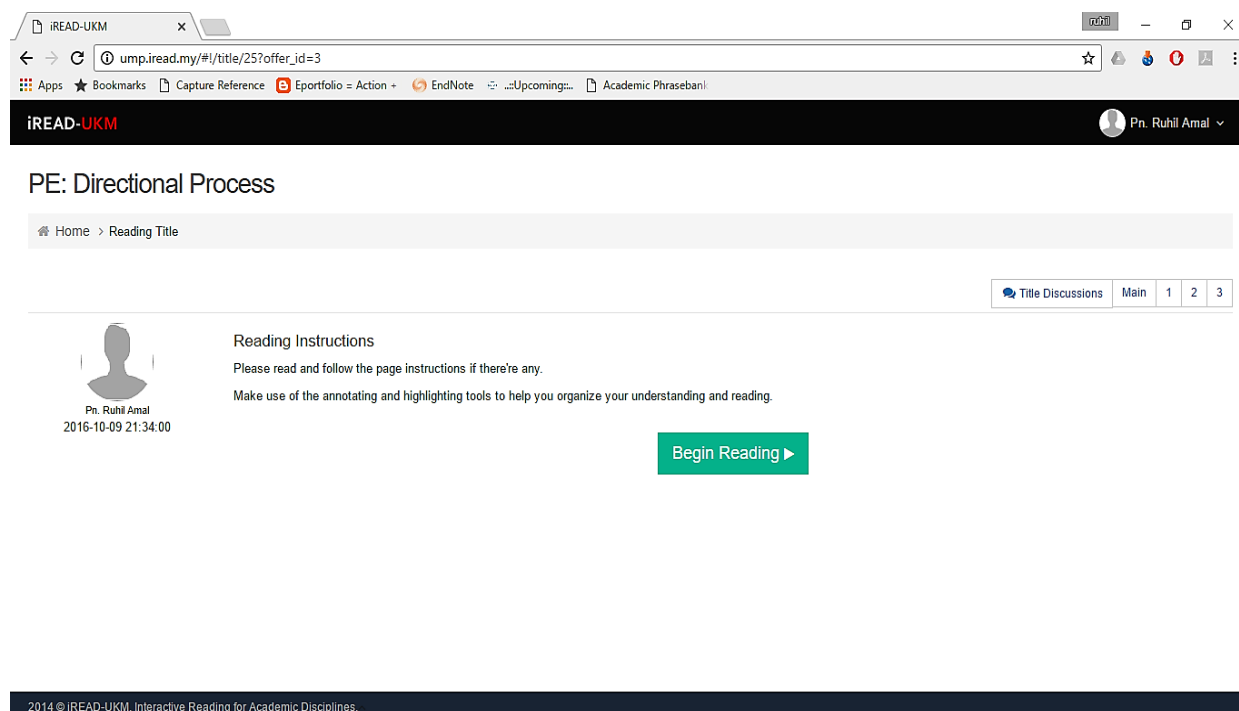 iREAD-UKM
ruhil
ump.iread.my/#!/title/25?offer_id=3
Apps Bookmarks Capture Reference Eportfolio = Action + EndNote ..::Upcoming::.. Academic Phrasebank
iREAD-UKM Pn. Ruhil Amal
PE: Directional Process
Home > Reading Title
Title Discussions Main 1 2 3
Reading Instructions
Please read and follow the page instructions if there're any.
Make use of the annotating and highlighting tools to help you organize your understanding and reading.
Pn. Ruhil Amal
2016-10-09 21:34:00
Begin Reading
2014 © iREAD-UKM. Interactive Reading for Academic Disciplines.